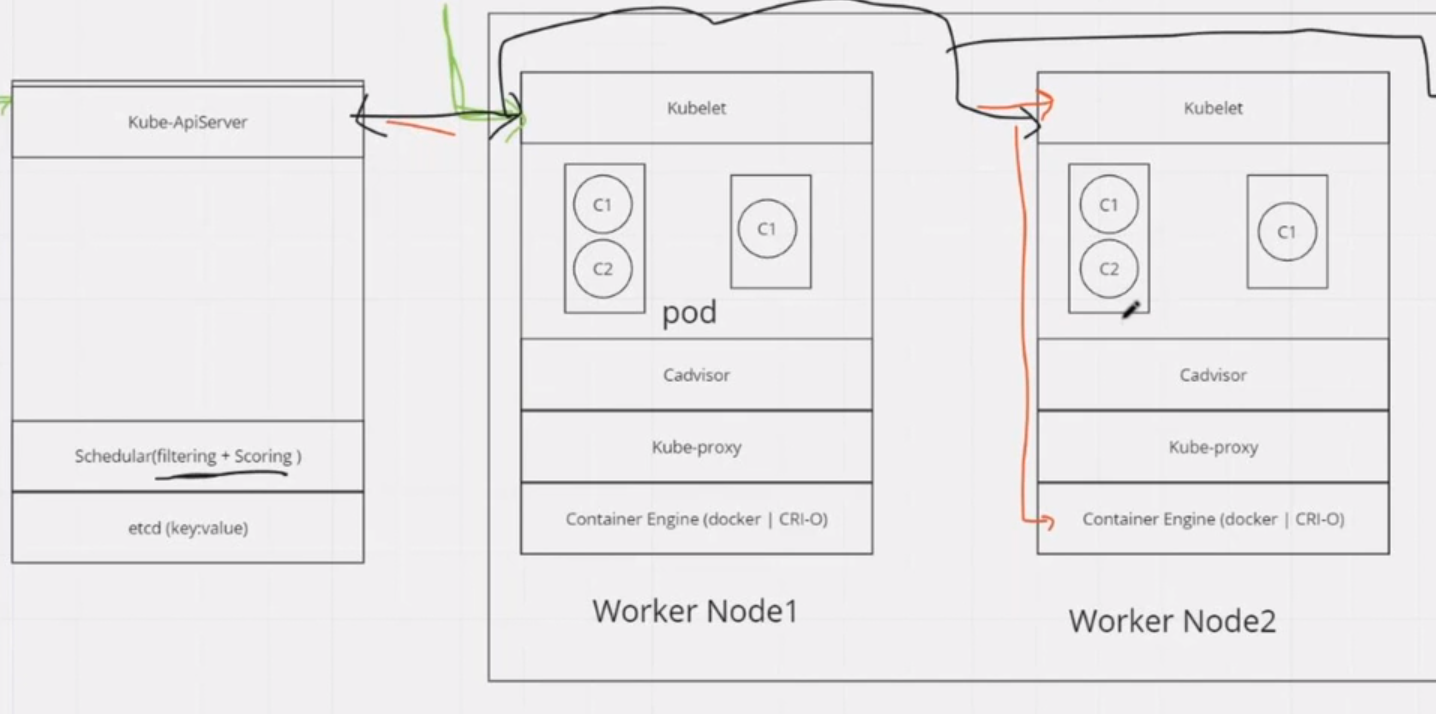 Kube-ApiServer
Schedular(filtering + Scoring )
etcd (key:value)
Kubelet
C1
C2
C1
pod
Cadvisor
Kube-proxy
Container Engine (docker | CRI-O)
Worker Node1
Kubelet
C1
C2
C1
Cadvisor
Kube-proxy
Container Engine (docker | CRI-O)
Worker Node2